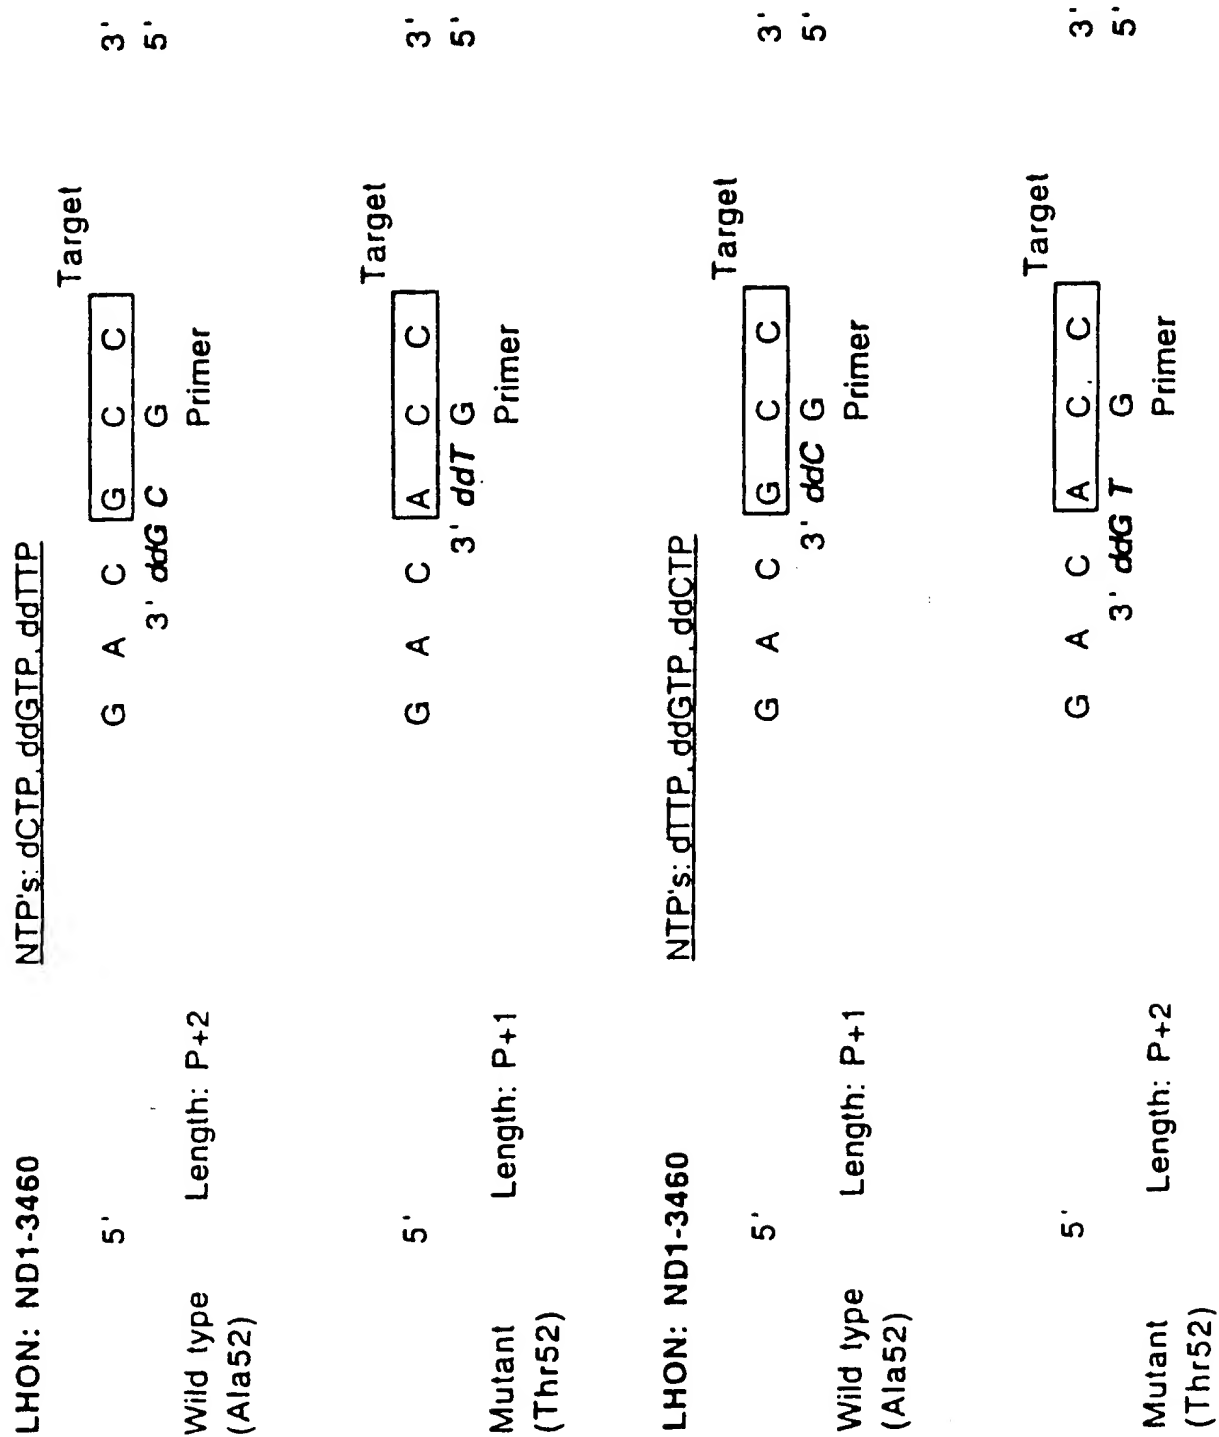 LHON: ND1-3460 NTP's: dCTP, ddGTP, ddTTP
Target
5' G A C G C C 3'
3' ddG C G 5'
Wild type Length: P+2 Primer
(Ala52)
Target
5' G A C A C C 3'
3' ddT G 5'
Mutant Length: P+1 Primer
(Thr52)
LHON: ND1-3460 NTP's: dTTP, ddGTP, ddCTP
Target
5' G A C G C C 3'
3' ddC G 5'
Wild type Length: P+1 Primer
(Ala52)
Target
5' G A C A C C 3'
3' ddG T G 5'
Mutant Length: P+2 Primer
(Thr52)